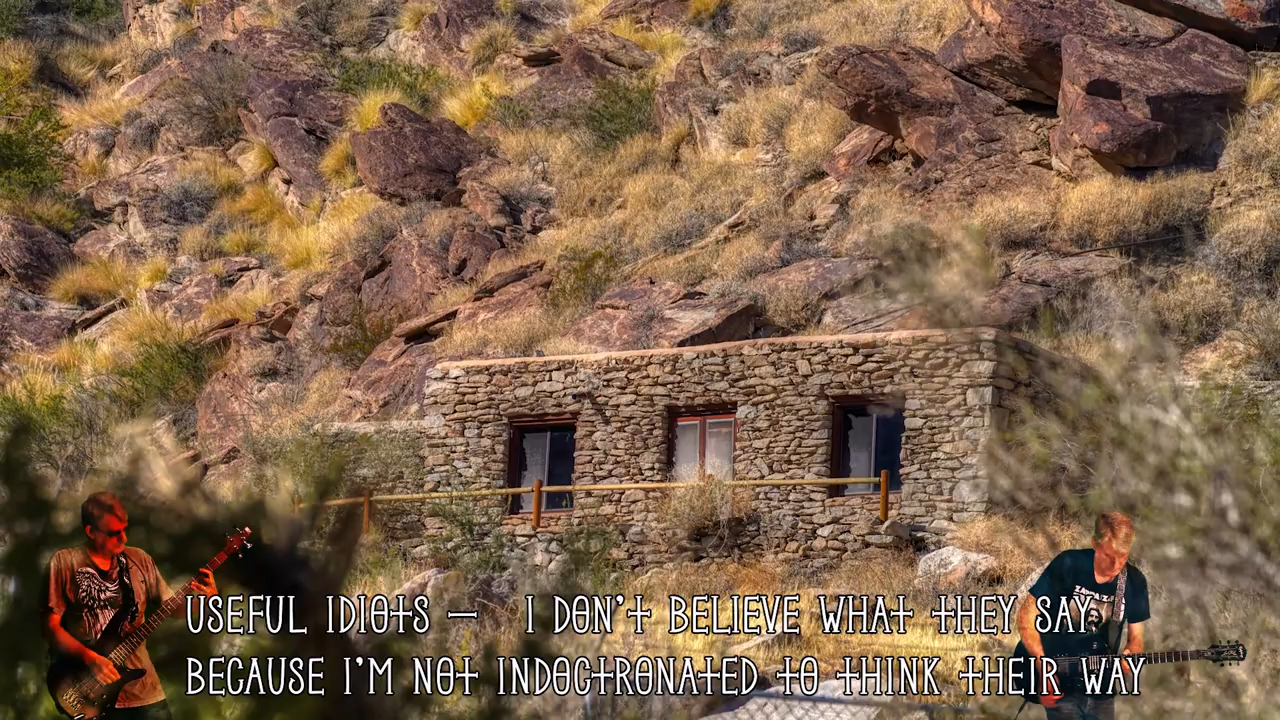 USEFUL IDIOTS – I DON'T BELIEVE WHAT THEY SAY
BECAUSE I'M NOT INDOCTRONATED TO THINK THEIR WAY